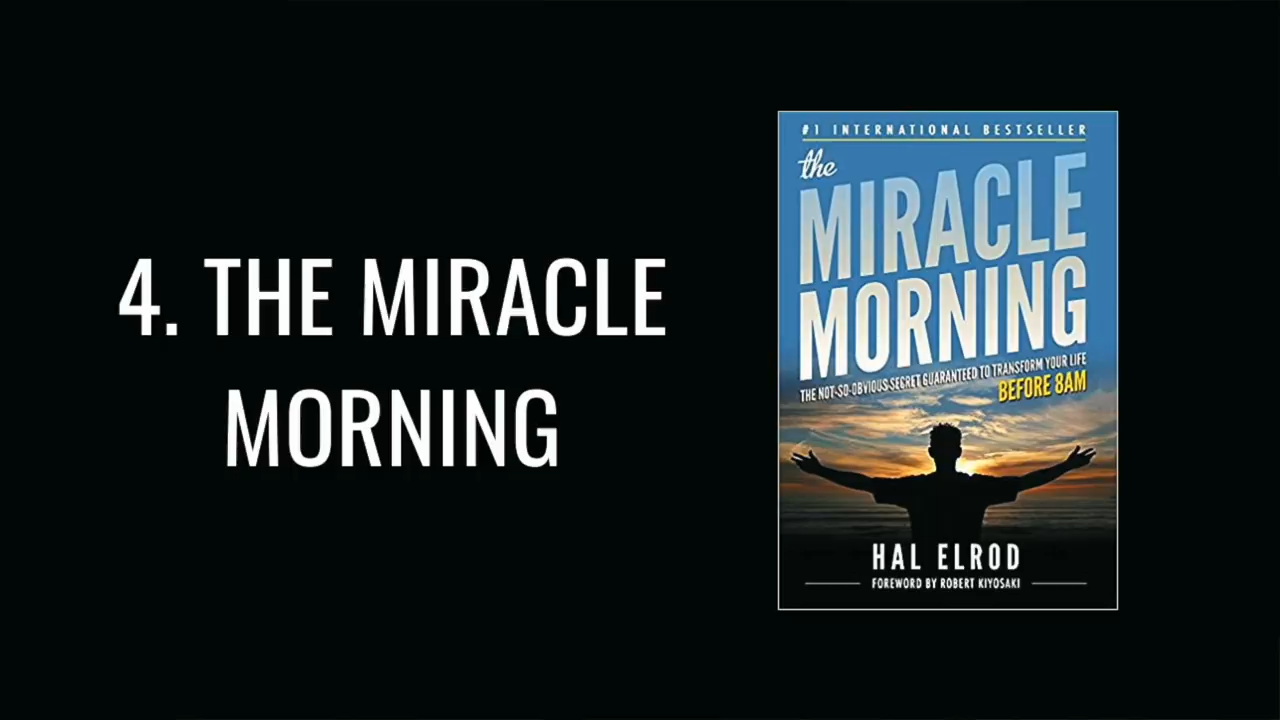 4. THE MIRACLE
MORNING
#1 INTERNATIONAL BESTSELLER
the
MIRACLE
MORNING
THE NOT-SO-OBVIOUS SECRET GUARANTEED TO TRANSFORM YOUR LIFE
BEFORE 8AM
HAL ELROD
FOREWORD BY ROBERT KIYOSAKI